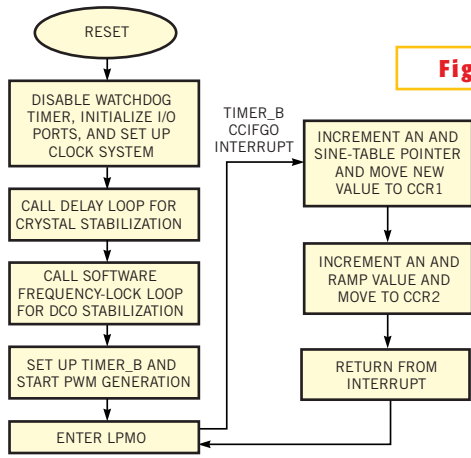 RESET
DISABLE WATCHDOG
TIMER, INITIALIZE I/O
PORTS, AND SET UP
CLOCK SYSTEM
CALL DELAY LOOP FOR
CRYSTAL STABILIZATION
CALL SOFTWARE
FREQUENCY-LOCK LOOP
FOR DCO STABILIZATION
SET UP TIMER_B AND
START PWM GENERATION
ENTER LPMO
TIMER_B
CCIFGO
INTERRUPT
Fig
INCREMENT AN AND
SINE-TABLE POINTER
AND MOVE NEW
VALUE TO CCR1
INCREMENT AN AND
RAMP VALUE AND
MOVE TO CCR2
RETURN FROM
INTERRUPT